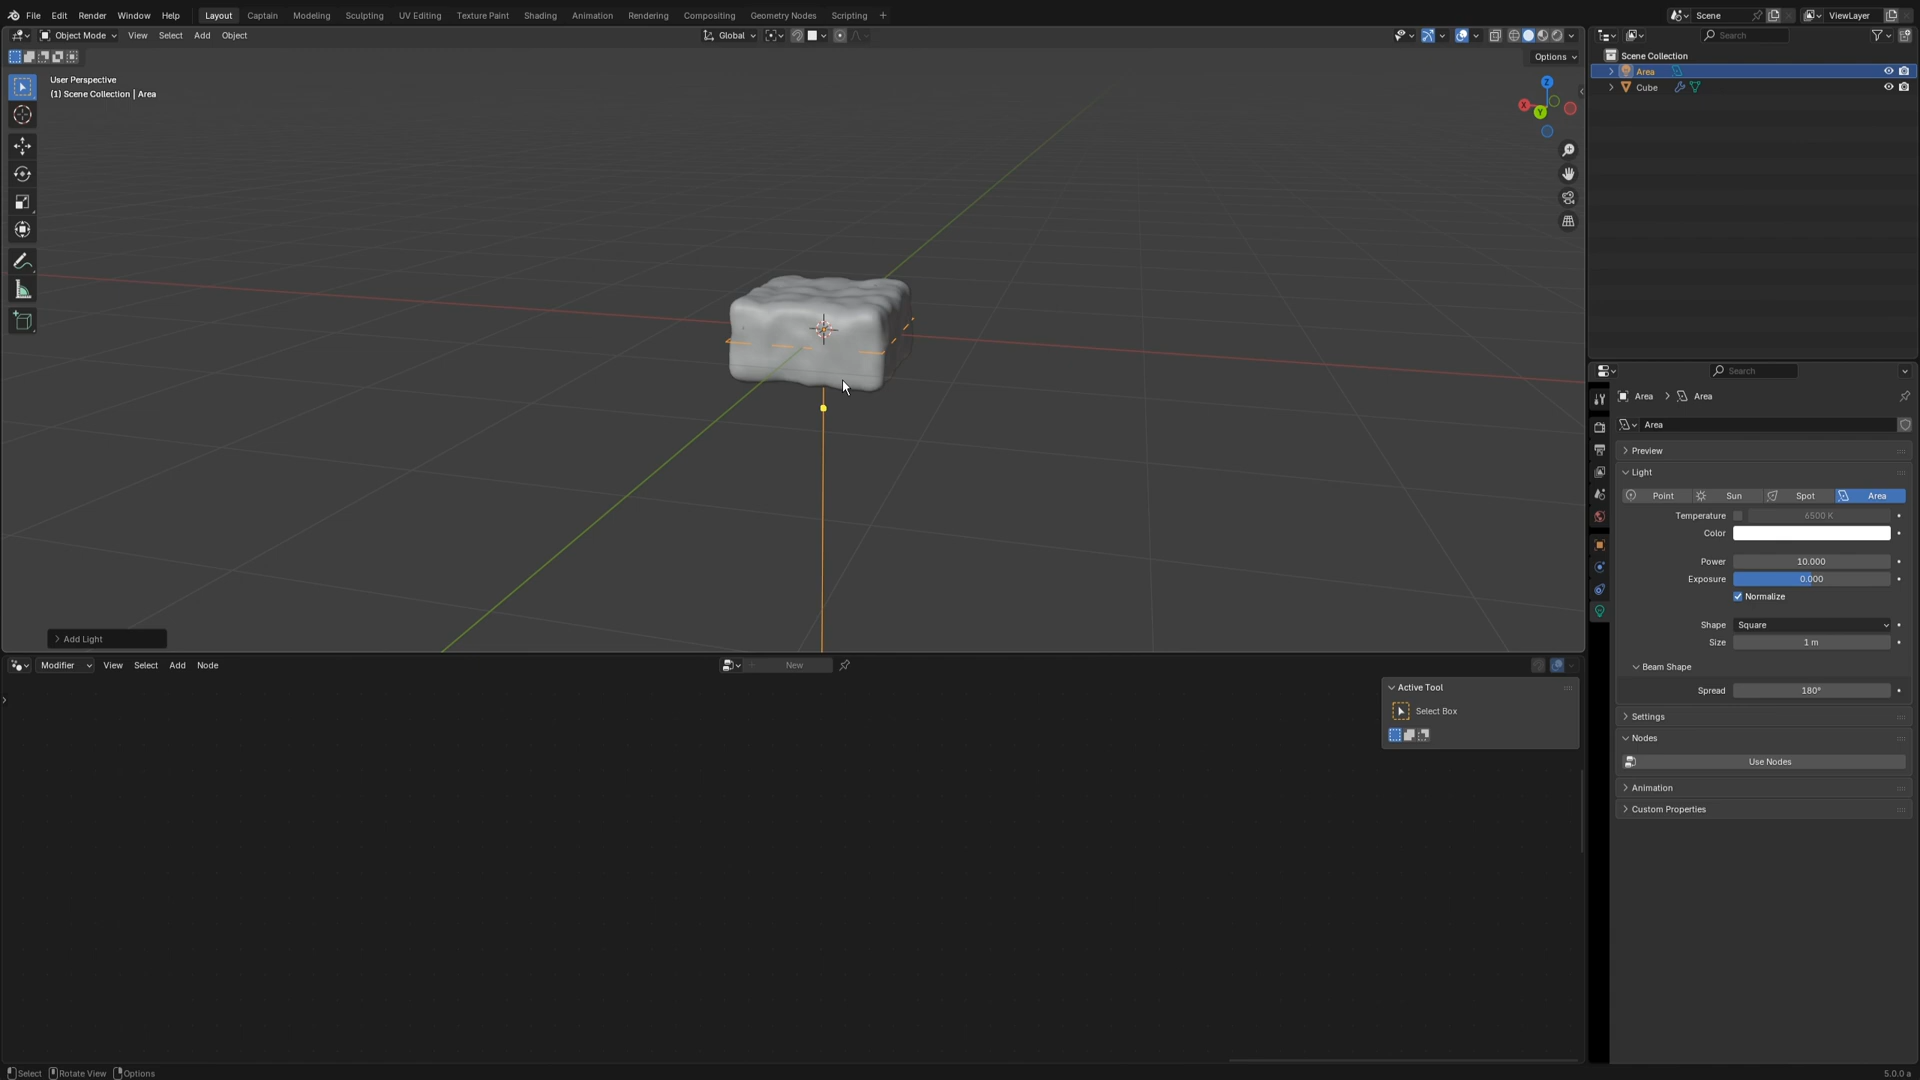 File Edit Render Window Help Layout Captain Modeling Sculpting UV Editing Texture Paint Shading Animation Rendering Compositing Geometry Nodes Scripting + Scene ViewLayer
Object Mode View Select Add Object Global Search
Options
User Perspective
(1) Scene Collection | Area
Z
X
Y
Add Light
Scene Collection
Area
Cube
Search
Area > Area
Area
Preview
Light
Point Sun Spot Area
Temperature 6500 K
Color
Power 10.000
Exposure 0.000
Normalize
Shape Square
Size 1 m
Beam Shape
Spread 180°
Settings
Nodes
Use Nodes
Animation
Custom Properties
Modifier View Select Add Node New
Active Tool
Select Box
Select Rotate View Options 5.0.0 a